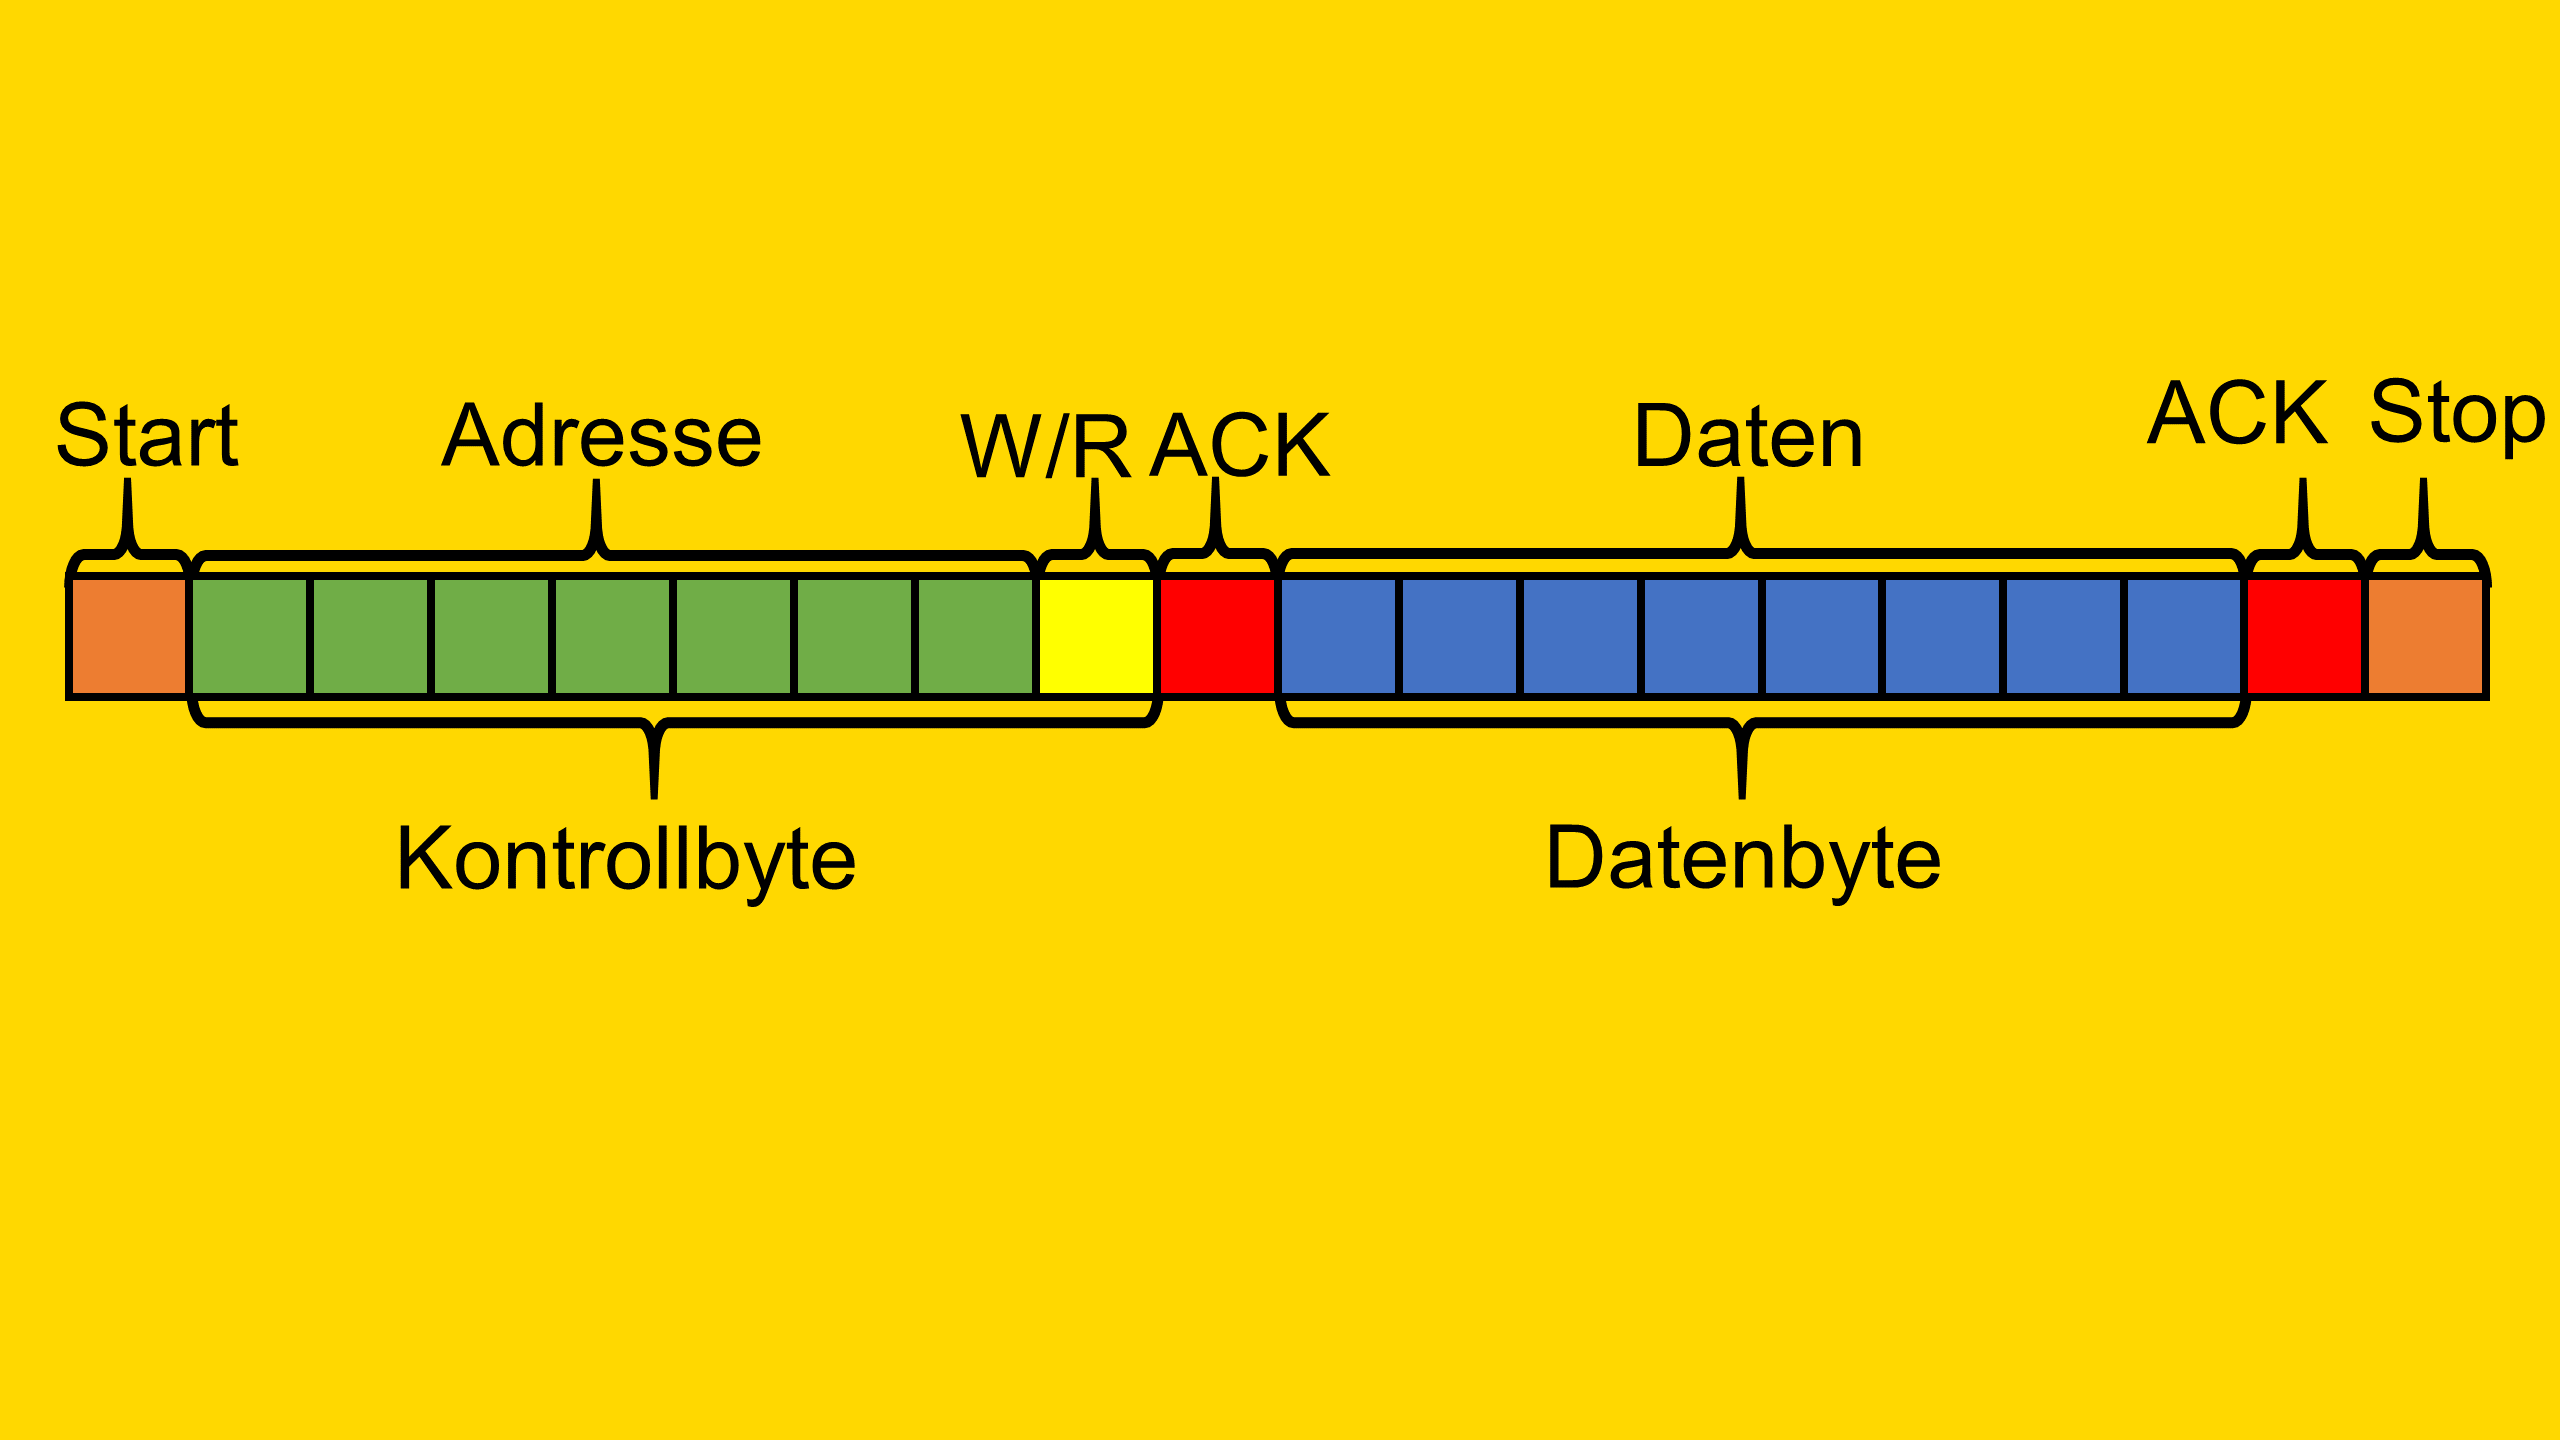 Start
Adresse
W/R
ACK
Daten
ACK
Stop
Kontrollbyte
Datenbyte